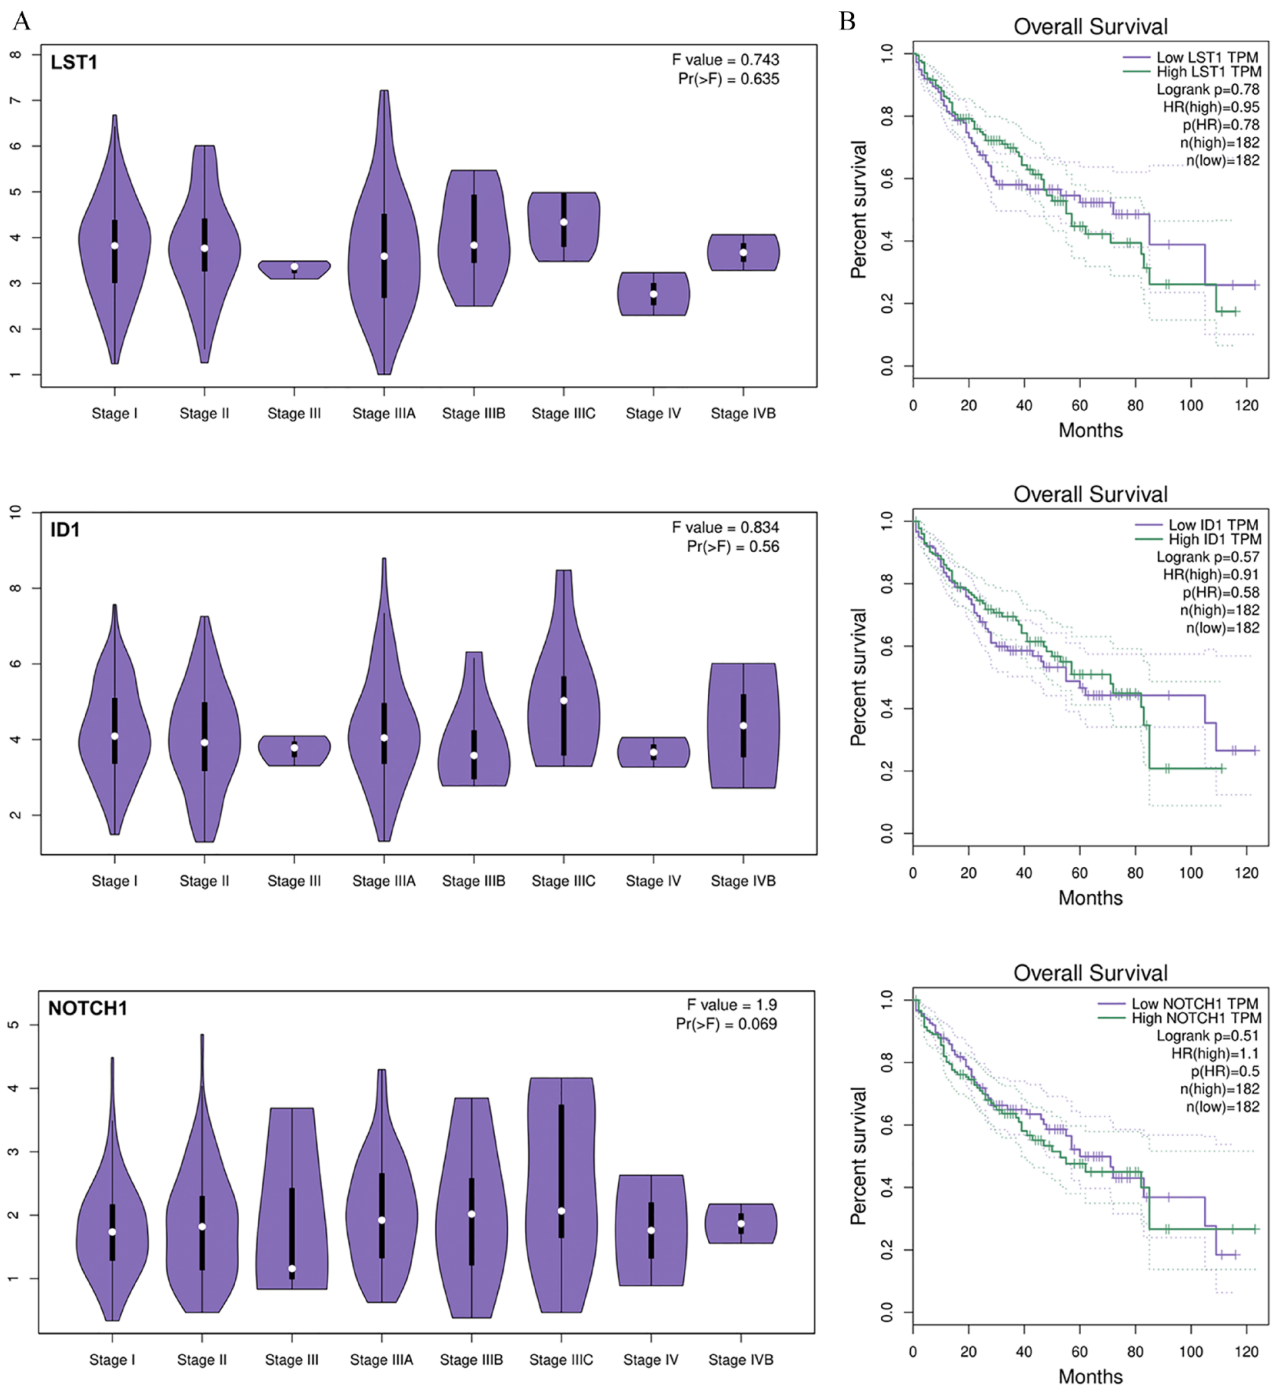 A
LST1
F value = 0.743
Pr(>F) = 0.635
8
7
6
5
4
3
2
1
Stage I Stage II Stage III Stage IIIA Stage IIIB Stage IIIC Stage IV Stage IVB
B
Overall Survival
Low LST1 TPM
High LST1 TPM
Logrank p=0.78
HR(high)=0.95
p(HR)=0.78
n(high)=182
n(low)=182
Percent survival
1.0
0.8
0.6
0.4
0.2
0.0
0 20 40 60 80 100 120
Months
ID1
F value = 0.834
Pr(>F) = 0.56
10
8
6
4
2
Stage I Stage II Stage III Stage IIIA Stage IIIB Stage IIIC Stage IV Stage IVB
Overall Survival
Low ID1 TPM
High ID1 TPM
Logrank p=0.57
HR(high)=0.91
p(HR)=0.58
n(high)=182
n(low)=182
Percent survival
1.0
0.8
0.6
0.4
0.2
0.0
0 20 40 60 80 100 120
Months
NOTCH1
F value = 1.9
Pr(>F) = 0.069
5
4
3
2
1
Stage I Stage II Stage III Stage IIIA Stage IIIB Stage IIIC Stage IV Stage IVB
Overall Survival
Low NOTCH1 TPM
High NOTCH1 TPM
Logrank p=0.51
HR(high)=1.1
p(HR)=0.5
n(high)=182
n(low)=182
Percent survival
1.0
0.8
0.6
0.4
0.2
0.0
0 20 40 60 80 100 120
Months